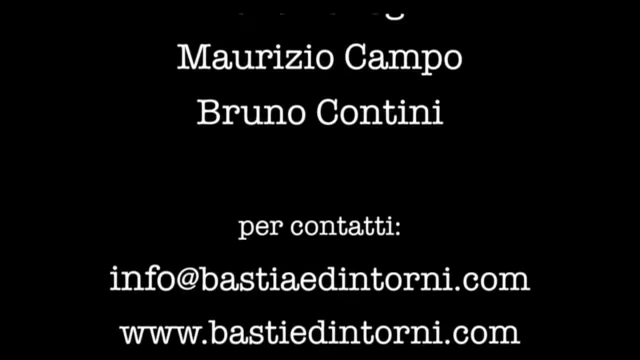 Maurizio Campo
Bruno Contini
per contatti:
info@bastiaedintorni.com
www.bastiedintorni.com